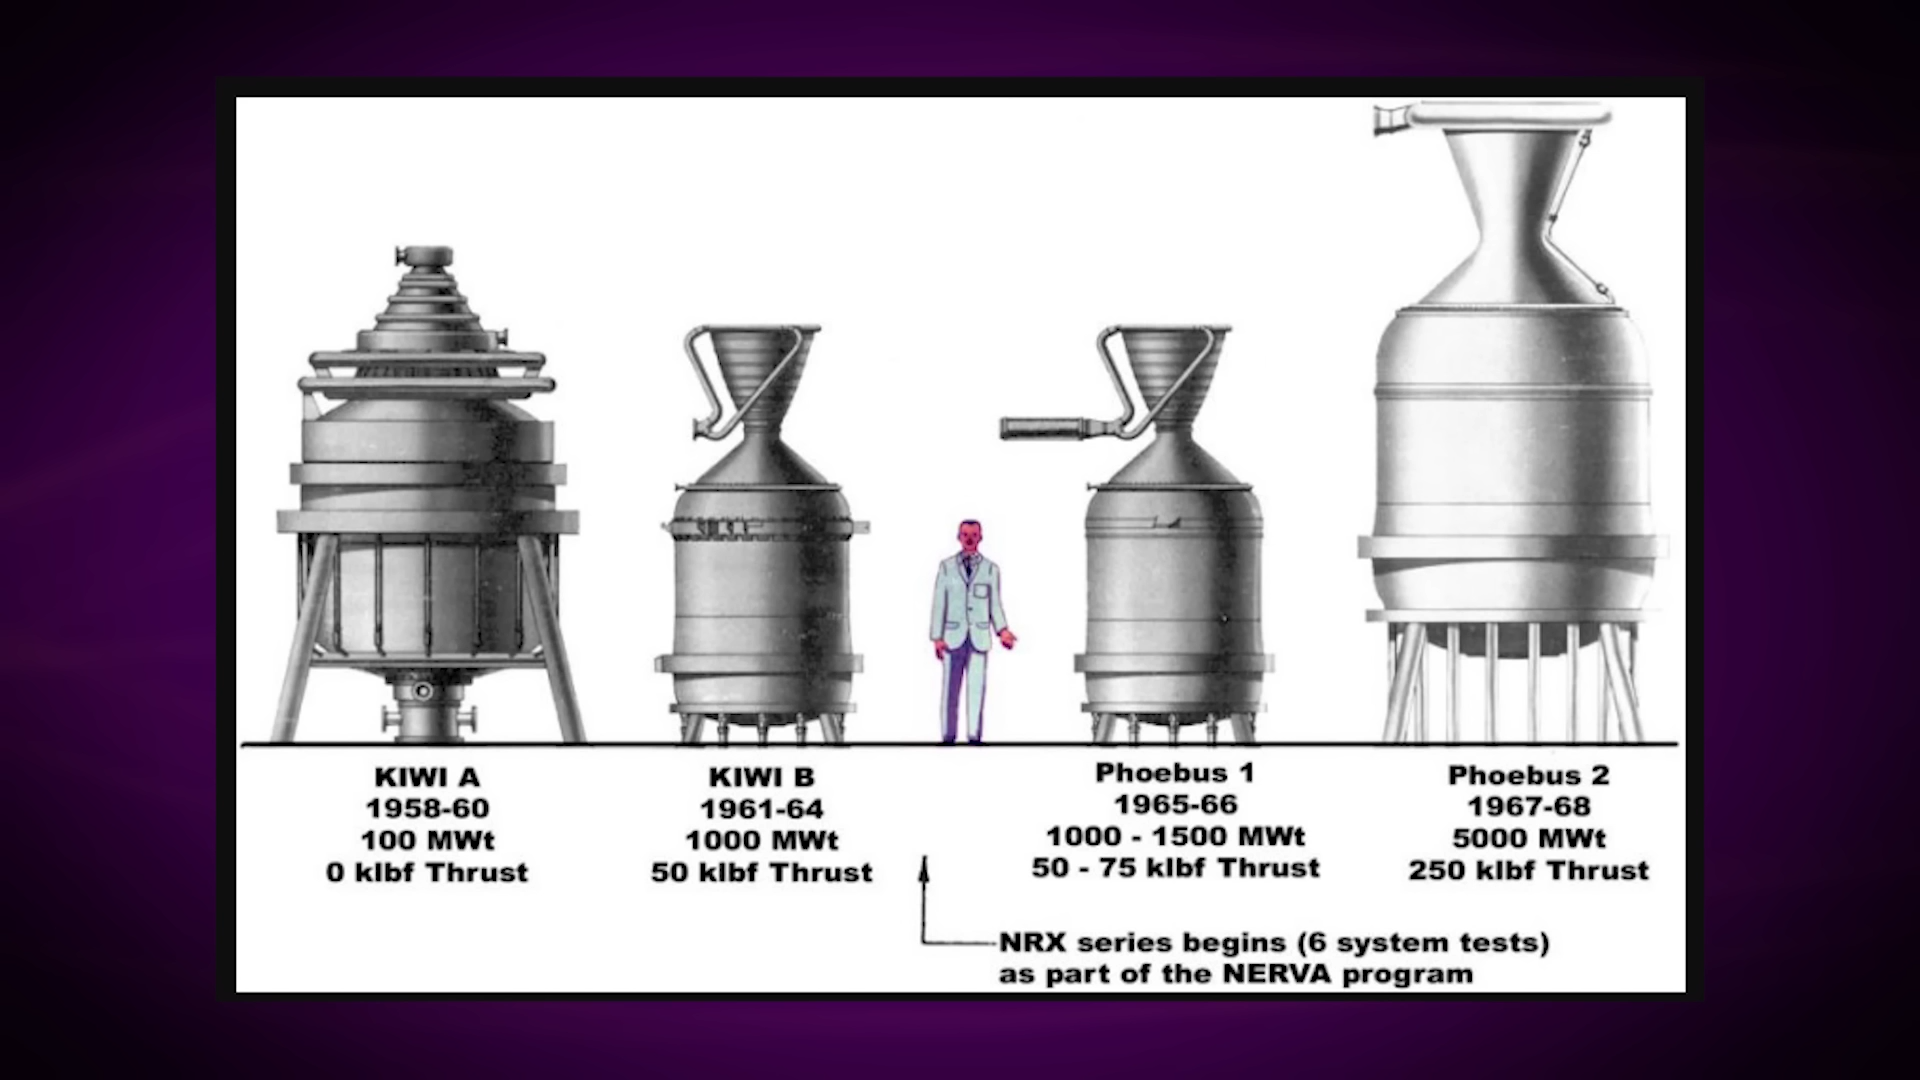 KIWI A
1958-60
100 MWt
0 klbf Thrust
KIWI B
1961-64
1000 MWt
50 klbf Thrust
Phoebus 1
1965-66
1000 - 1500 MWt
50 - 75 klbf Thrust
Phoebus 2
1967-68
5000 MWt
250 klbf Thrust
NRX series begins (6 system tests)
as part of the NERVA program